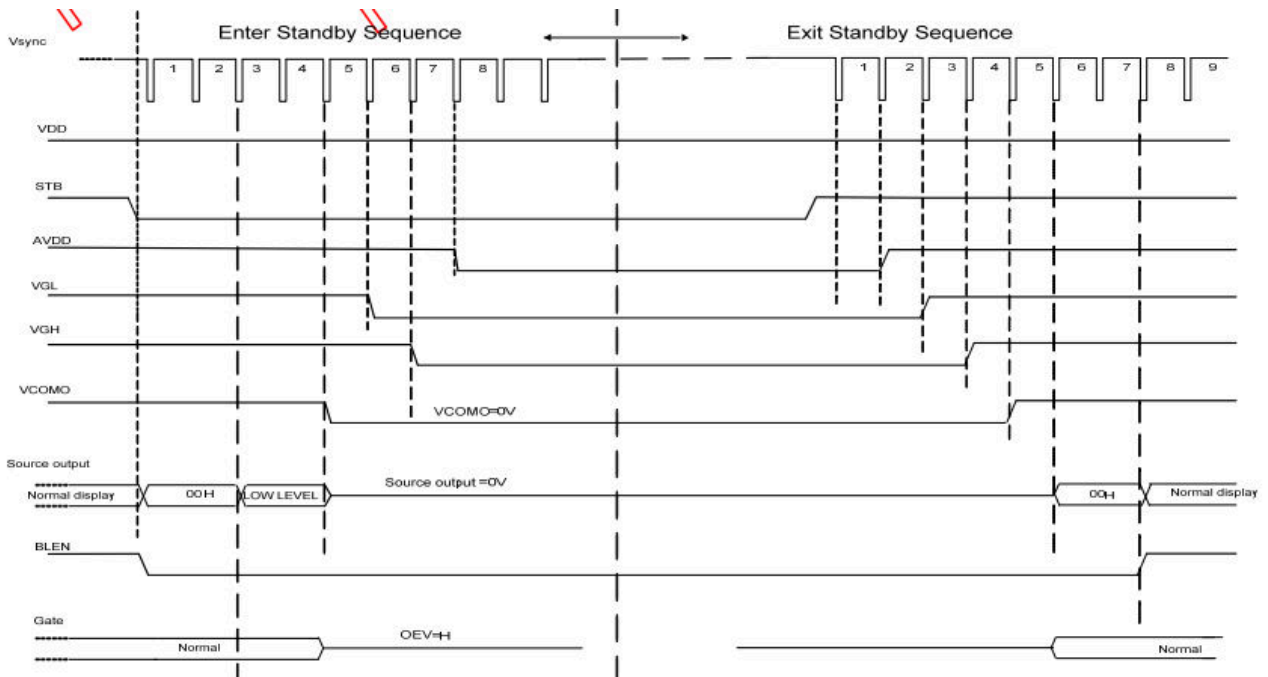 Enter Standby Sequence
Exit Standby Sequence
Vsync
1 2 3 4 5 6 7 8
1 2 3 4 5 6 7 8 9
VDD
STB
AVDD
VGL
VGH
VCOMO
VCOMO=0V
Source output
Normal display
00H
LOW LEVEL
Source output =0V
00H
Normal display
BLEN
Gate
Normal
OEV=H
Normal